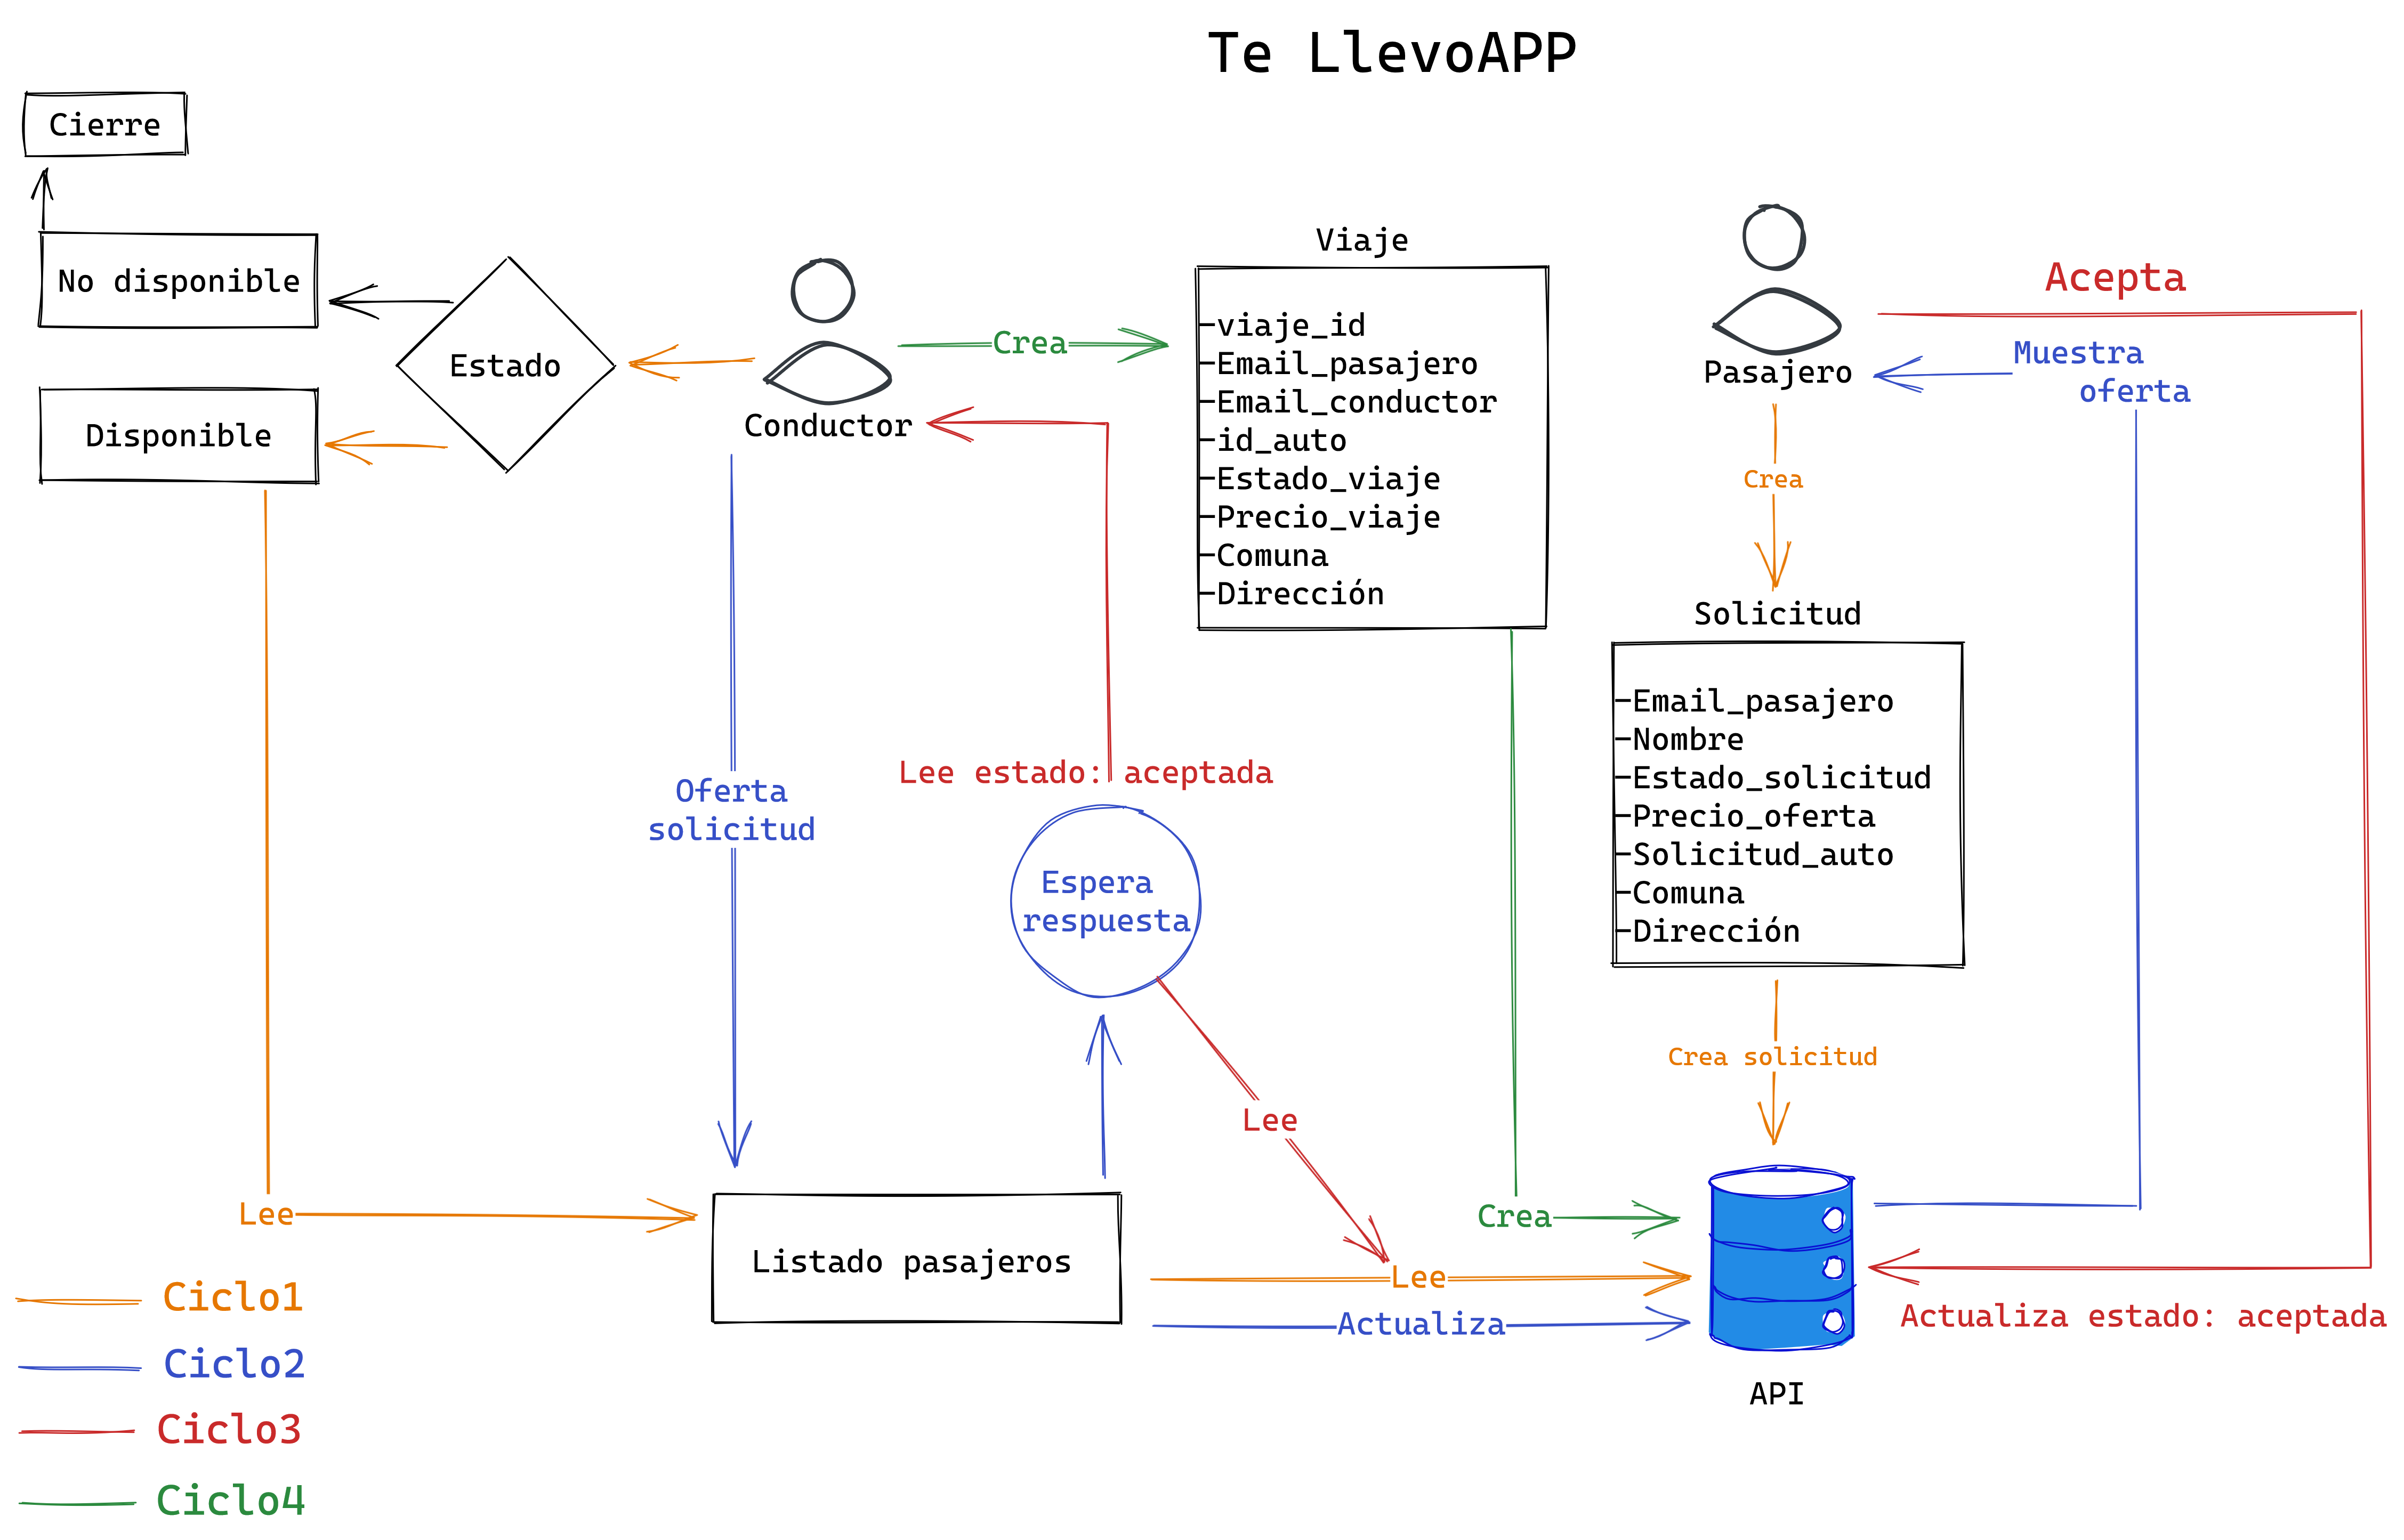 Te LlevoAPP
Cierre
No disponible
Disponible
Estado
Conductor
Crea
Viaje
-viaje_id
-Email_pasajero
-Email_conductor
-id_auto
-Estado_viaje
-Precio_viaje
-Comuna
-Dirección
Pasajero
Acepta
Muestra
oferta
Crea
Solicitud
-Email_pasajero
-Nombre
-Estado_solicitud
-Precio_oferta
-Solicitud_auto
-Comuna
-Dirección
Crea solicitud
Oferta
solicitud
Lee estado: aceptada
Espera
respuesta
Lee
Lee
Listado pasajeros
Crea
Lee
Actualiza
Actualiza estado: aceptada
API
Ciclo1
Ciclo2
Ciclo3
Ciclo4